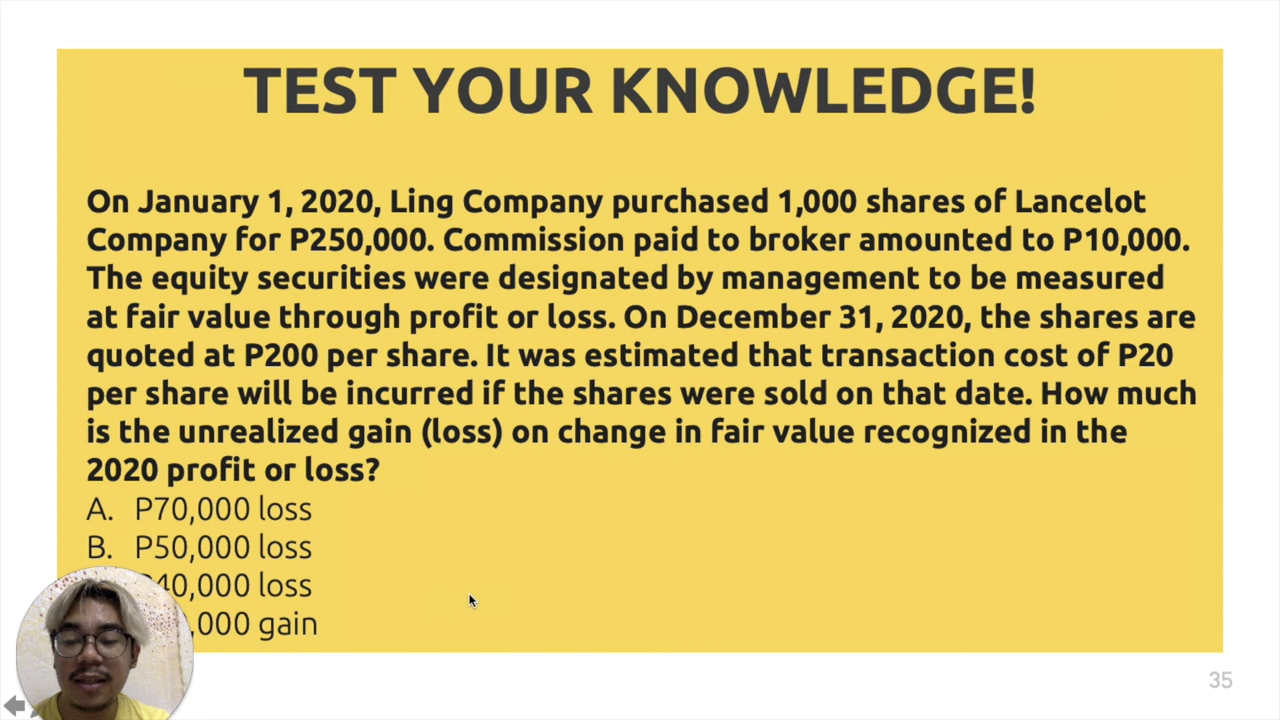 TEST YOUR KNOWLEDGE!
On January 1, 2020, Ling Company purchased 1,000 shares of Lancelot
Company for P250,000. Commission paid to broker amounted to P10,000.
The equity securities were designated by management to be measured
at fair value through profit or loss. On December 31, 2020, the shares are
quoted at P200 per share. It was estimated that transaction cost of P20
per share will be incurred if the shares were sold on that date. How much
is the unrealized gain (loss) on change in fair value recognized in the
2020 profit or loss?
A. P70,000 loss
B. P50,000 loss
40,000 loss
,000 gain
35